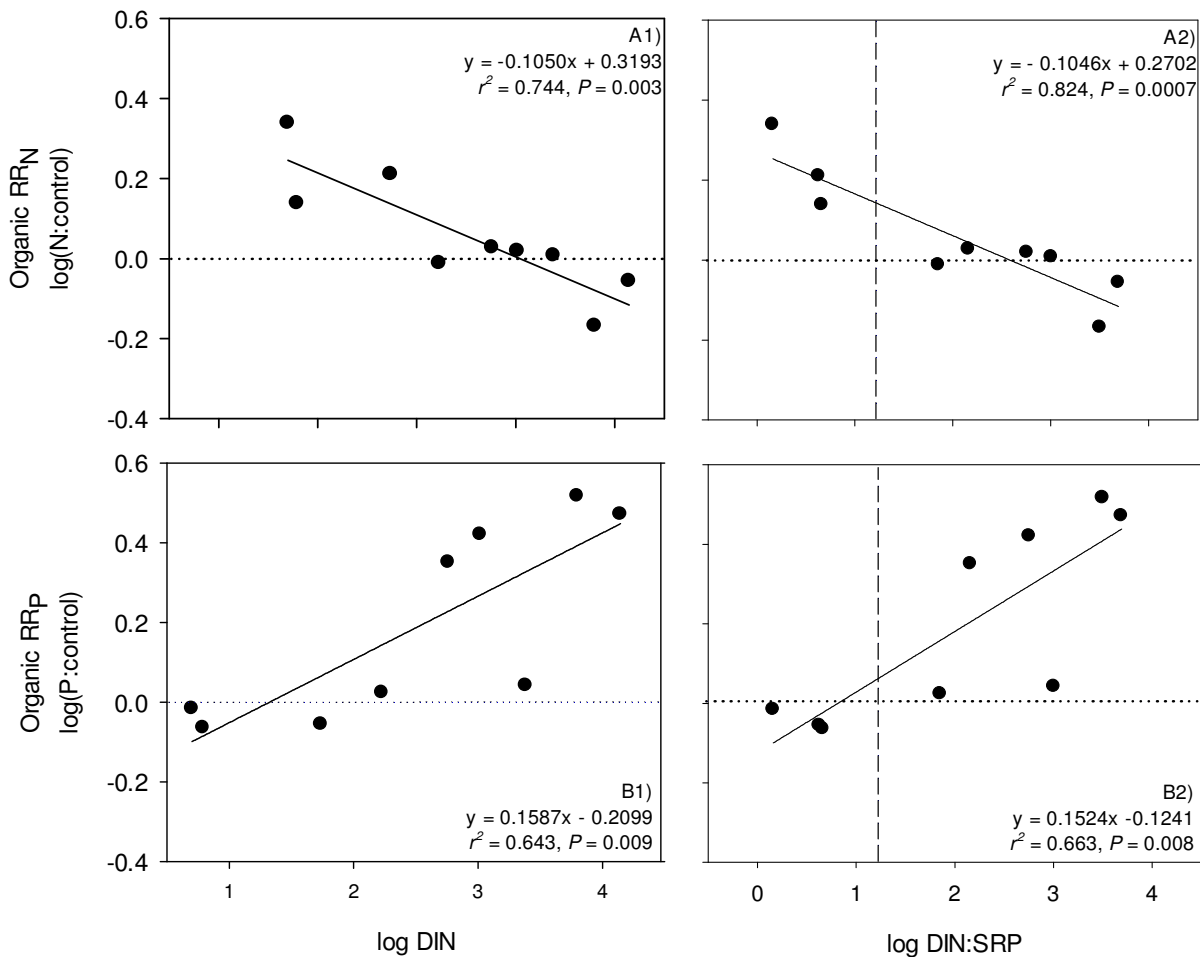 A1)
y = -0.1050x + 0.3193
r² = 0.744, P = 0.003
0.6
0.4
0.2
0.0
-0.2
-0.4
Organic RRN
log(N:control)
A2)
y = - 0.1046x + 0.2702
r² = 0.824, P = 0.0007
0.6
0.4
0.2
0.0
-0.2
-0.4
Organic RRP
log(P:control)
B1)
y = 0.1587x - 0.2099
r² = 0.643, P = 0.009
1 2 3 4
log DIN
B2)
y = 0.1524x -0.1241
r² = 0.663, P = 0.008
0 1 2 3 4
log DIN:SRP